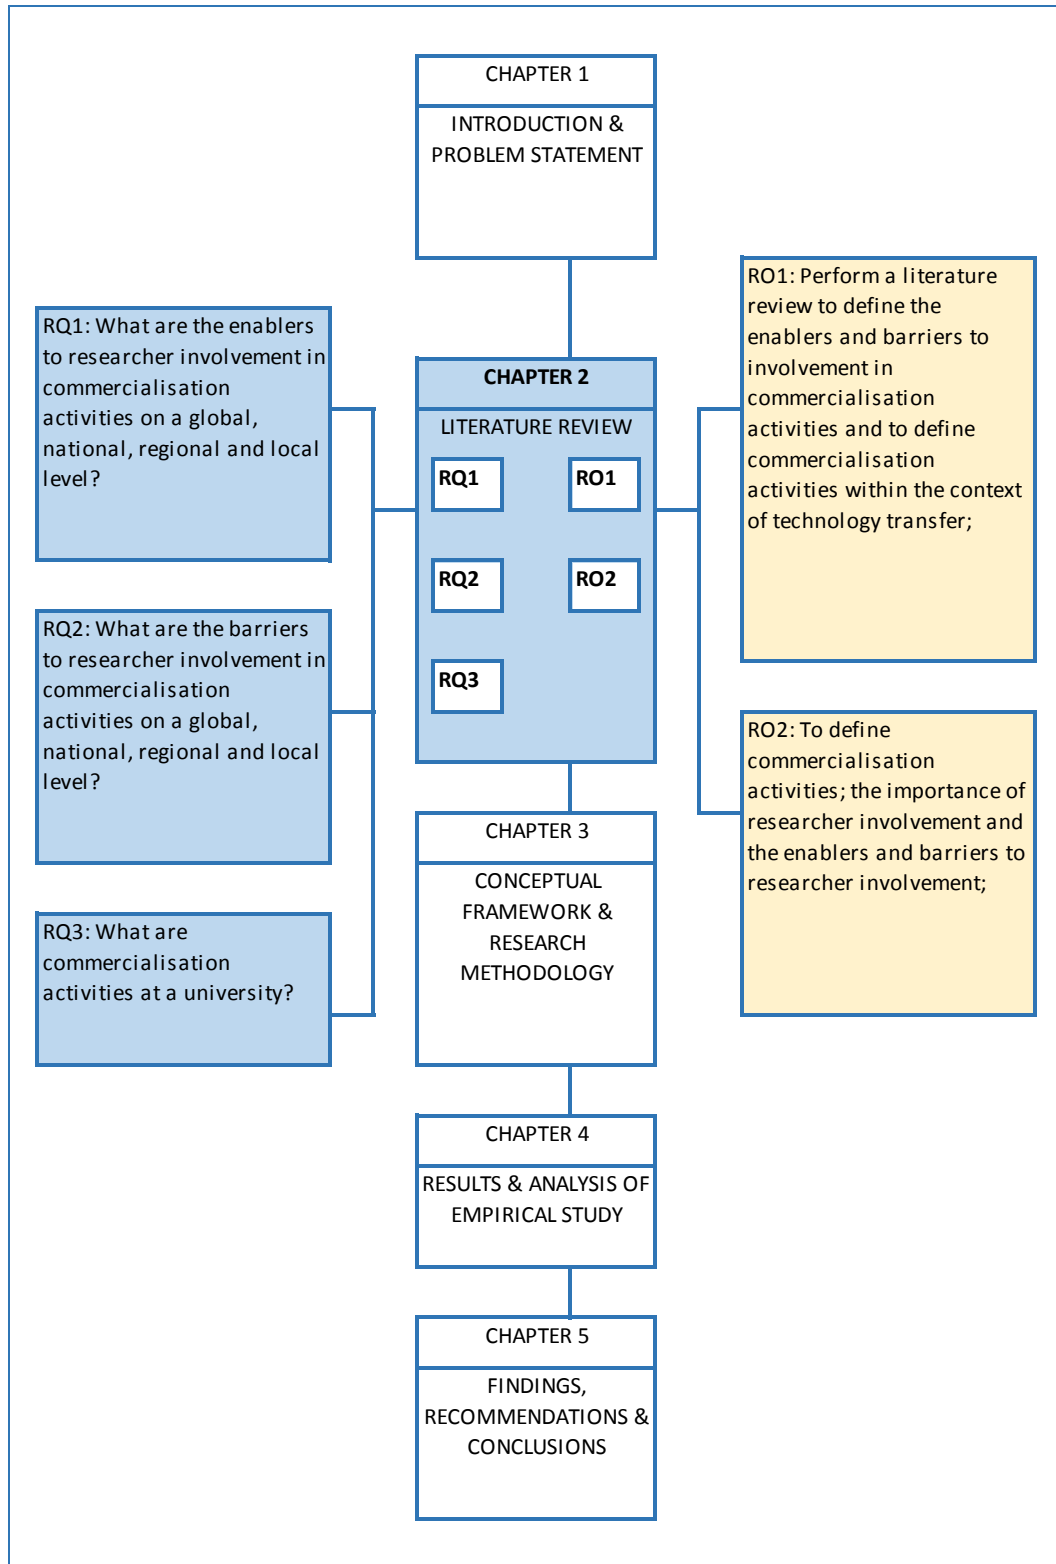 CHAPTER 1
INTRODUCTION &
PROBLEM STATEMENT
RQ1: What are the enablers
to researcher involvement in
commercialisation
activities on a global,
national, regional and local
level?
RQ2: What are the barriers
to researcher involvement in
commercialisation
activities on a global,
national, regional and local
level?
RQ3: What are
commercialisation
activities at a university?
CHAPTER 2
LITERATURE REVIEW
RQ1
RO1
RQ2
RO2
RQ3
RO1: Perform a literature
review to define the
enablers and barriers to
involvement in
commercialisation
activities and to define
commercialisation
activities within the context
of technology transfer;
RO2: To define
commercialisation
activities; the importance of
researcher involvement and
the enablers and barriers to
researcher involvement;
CHAPTER 3
CONCEPTUAL
FRAMEWORK &
RESEARCH
METHODOLOGY
CHAPTER 4
RESULTS & ANALYSIS OF
EMPIRICAL STUDY
CHAPTER 5
FINDINGS,
RECOMMENDATIONS &
CONCLUSIONS